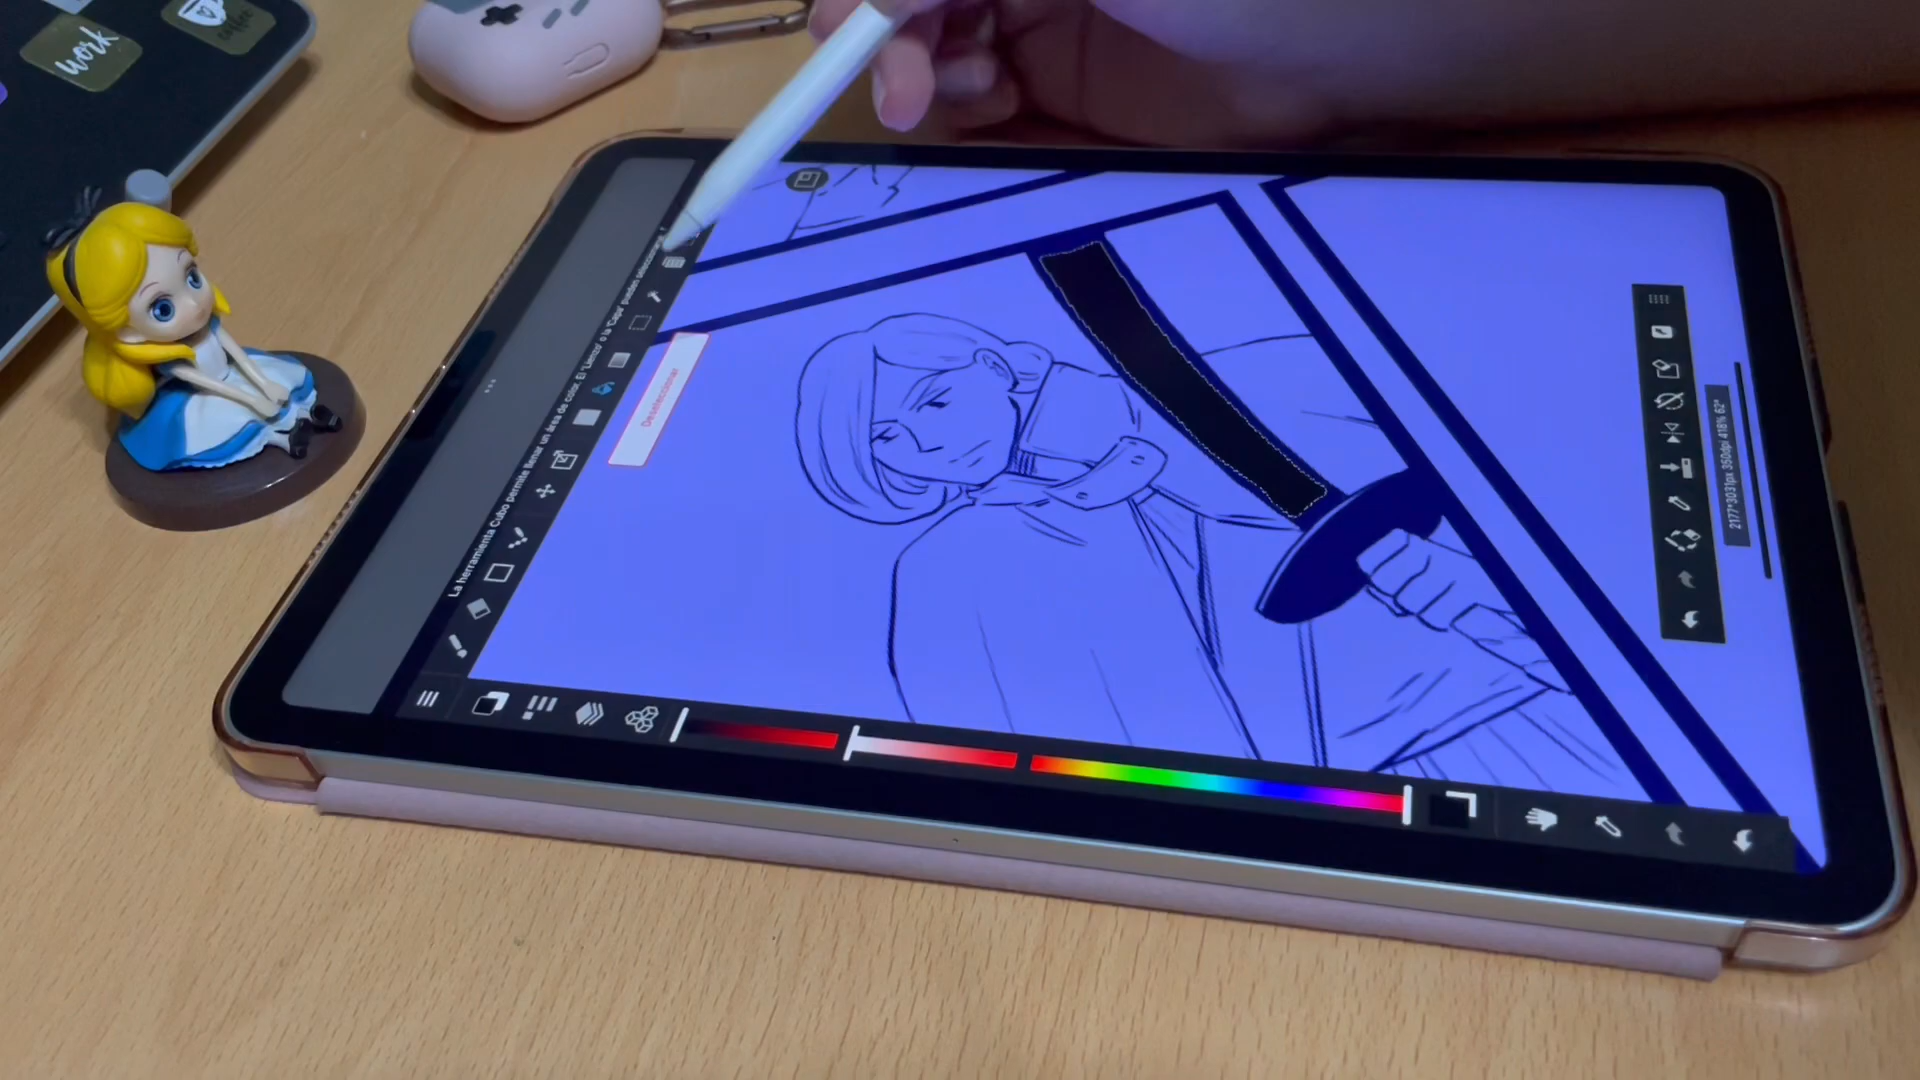 work
coffee
La herramienta Cubo permite llenar un área de color. El 'Lienzo' o la 'Capa' pueden seleccionarse
Deseleccionar
2177*3031px 350dpi 418% 62°